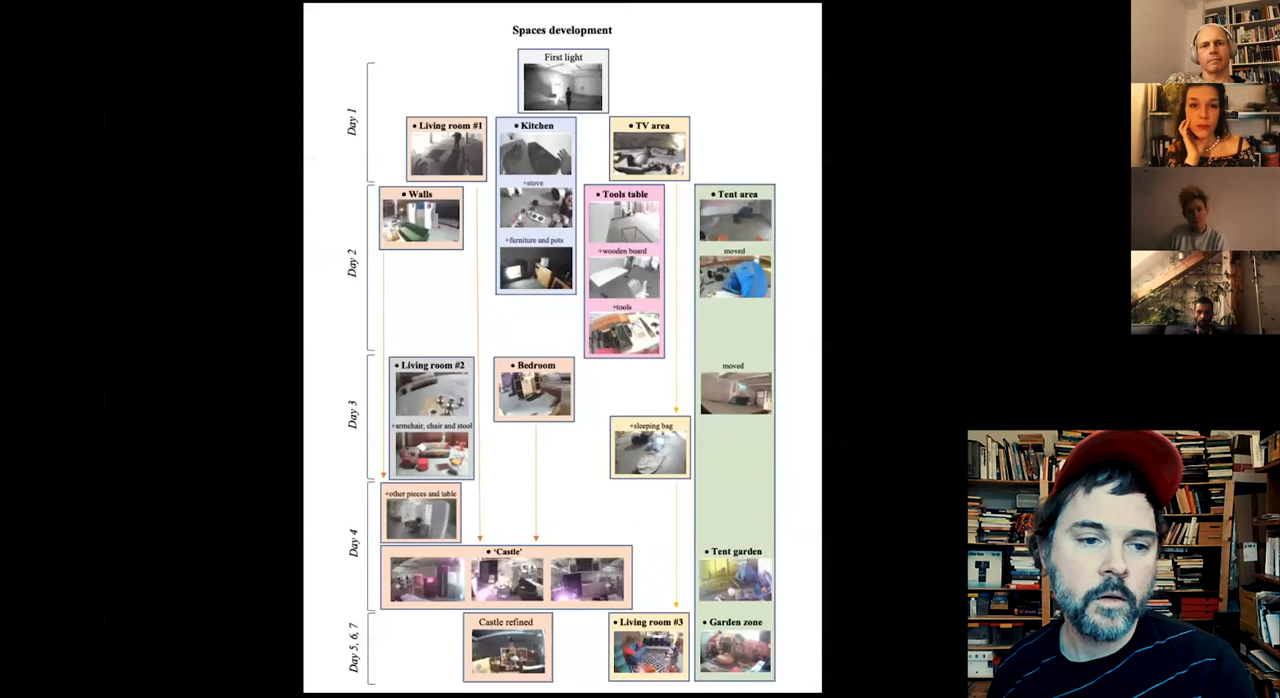 Spaces development
First light
Day 1
• Living room #1
• Kitchen
• TV area
+stove
Day 2
• Walls
• Tools table
• Tent area
+furniture and pots
+wooden board
moved
+tools
Day 3
• Living room #2
• Bedroom
moved
+armchair, chair and stool
+sleeping bag
Day 4
+other pieces and table
• 'Castle'
• Tent garden
Day 5, 6, 7
Castle refined
• Living room #3
• Garden zone